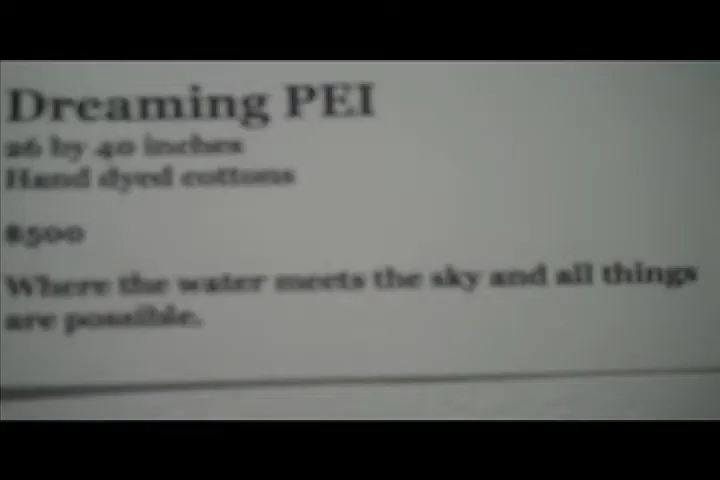 Dreaming PEI
26 by 40 inches
Hand dyed cottons
$500
Where the water meets the sky and all things
are possible.